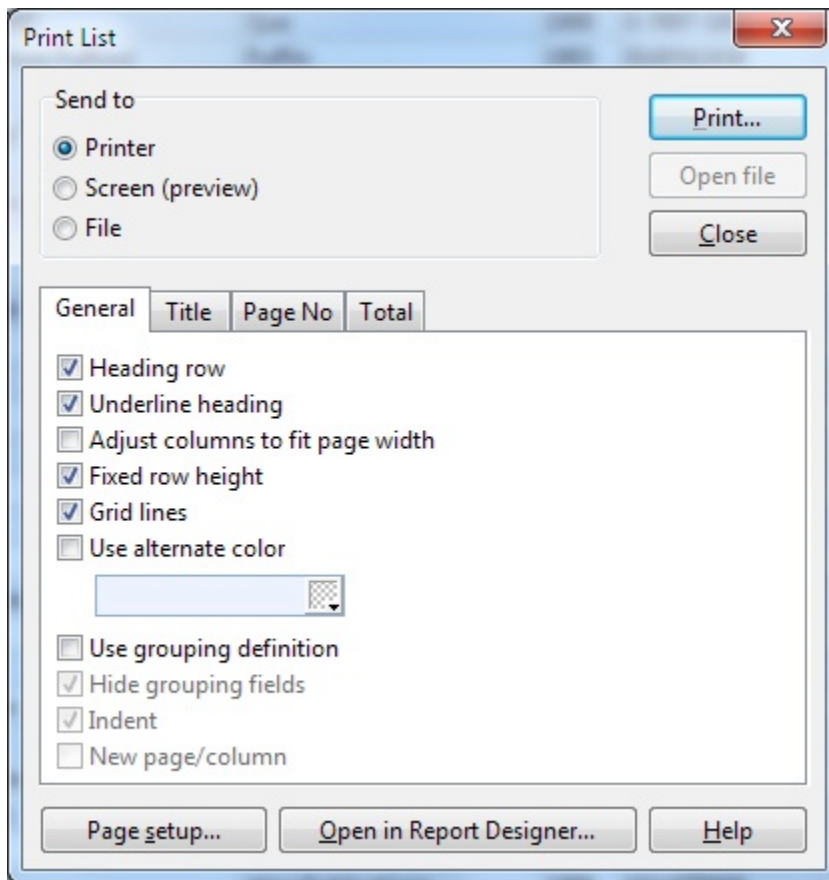 Print List
Send to
Printer
Screen (preview)
File
Print...
Open file
Close
General
Title
Page No
Total
Heading row
Underline heading
Adjust columns to fit page width
Fixed row height
Grid lines
Use alternate color
Use grouping definition
Hide grouping fields
Indent
New page/column
Page setup...
Open in Report Designer...
Help